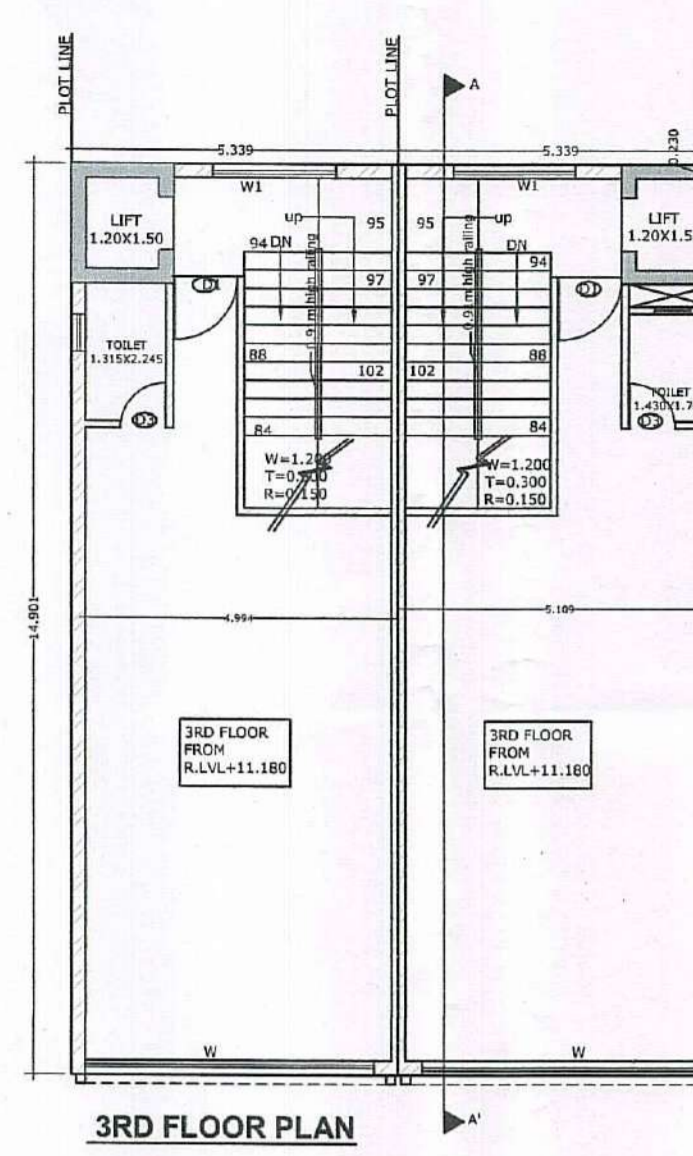 PLOT LINE
PLOT LINE
A
5.339
5.339
0.230
W1
W1
LIFT
1.20X1.50
up
95
95
up
LIFT
1.20X1.5
94
DN
DN
94
0.9 m high railing
0.9 m high railing
97
97
D1
D1
TOILET
1.315X2.245
88
88
102
102
TOILET
1.430X1.7
D3
D3
84
84
W=1.200
T=0.300
R=0.150
W=1.200
T=0.300
R=0.150
14.901
4.994
5.109
3RD FLOOR
FROM
R.LVL+11.180
3RD FLOOR
FROM
R.LVL+11.180
W
W
3RD FLOOR PLAN
A'